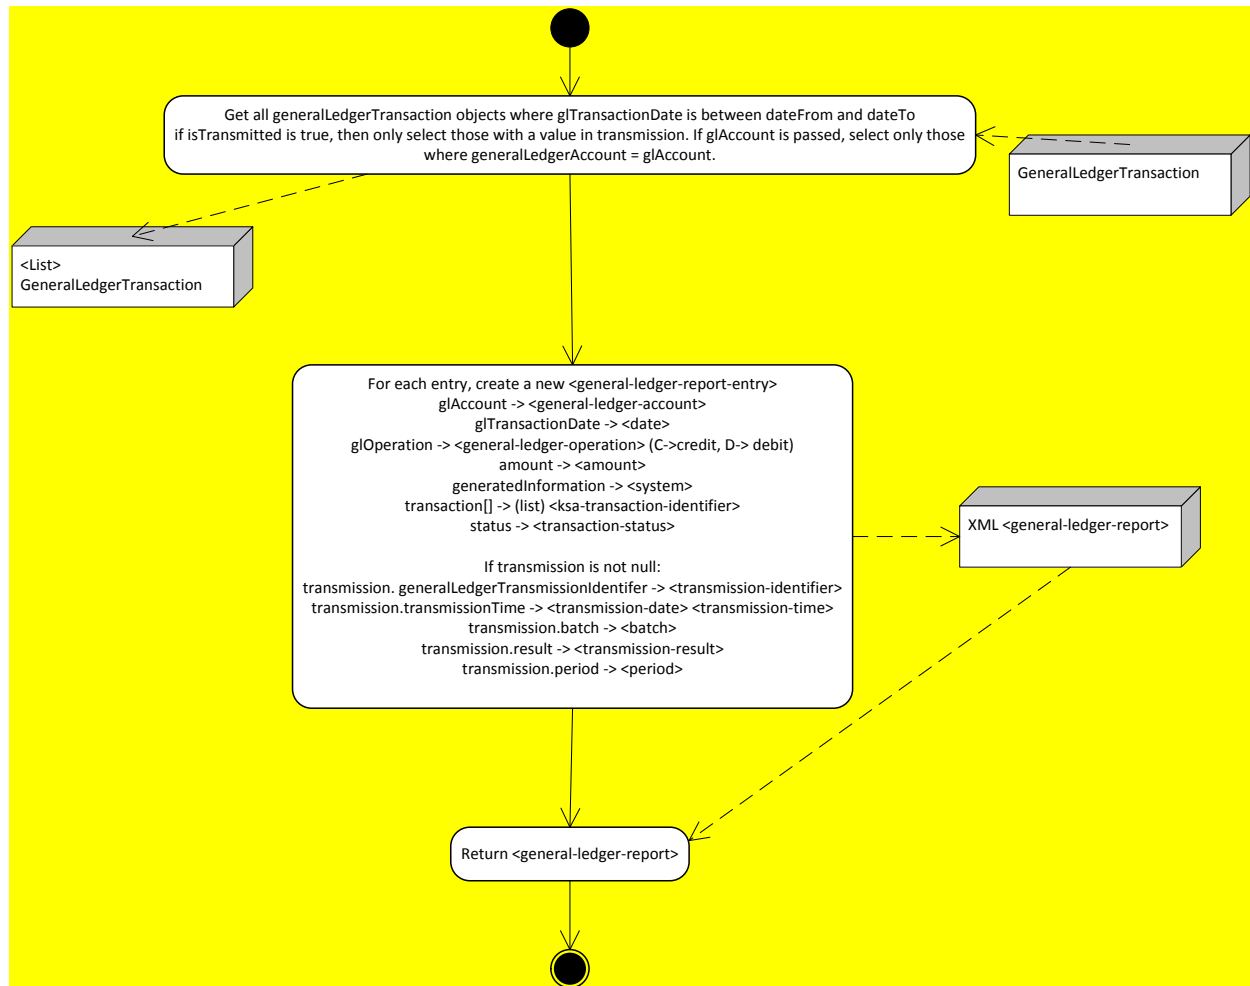 Get all generalLedgerTransaction objects where glTransactionDate is between dateFrom and dateTo
if isTransmitted is true, then only select those with a value in transmission. If glAccount is passed, select only those
where generalLedgerAccount = glAccount.
GeneralLedgerTransaction
<List>
GeneralLedgerTransaction
For each entry, create a new <general-ledger-report-entry>
glAccount -> <general-ledger-account>
glTransactionDate -> <date>
glOperation -> <general-ledger-operation> (C->credit, D-> debit)
amount -> <amount>
generatedInformation -> <system>
transaction[] -> (list) <ksa-transaction-identifier>
status -> <transaction-status>
If transmission is not null:
transmission. generalLedgerTransmissionIdentifer -> <transmission-identifier>
transmission.transmissionTime -> <transmission-date> <transmission-time>
transmission.batch -> <batch>
transmission.result -> <transmission-result>
transmission.period -> <period>
XML <general-ledger-report>
Return <general-ledger-report>